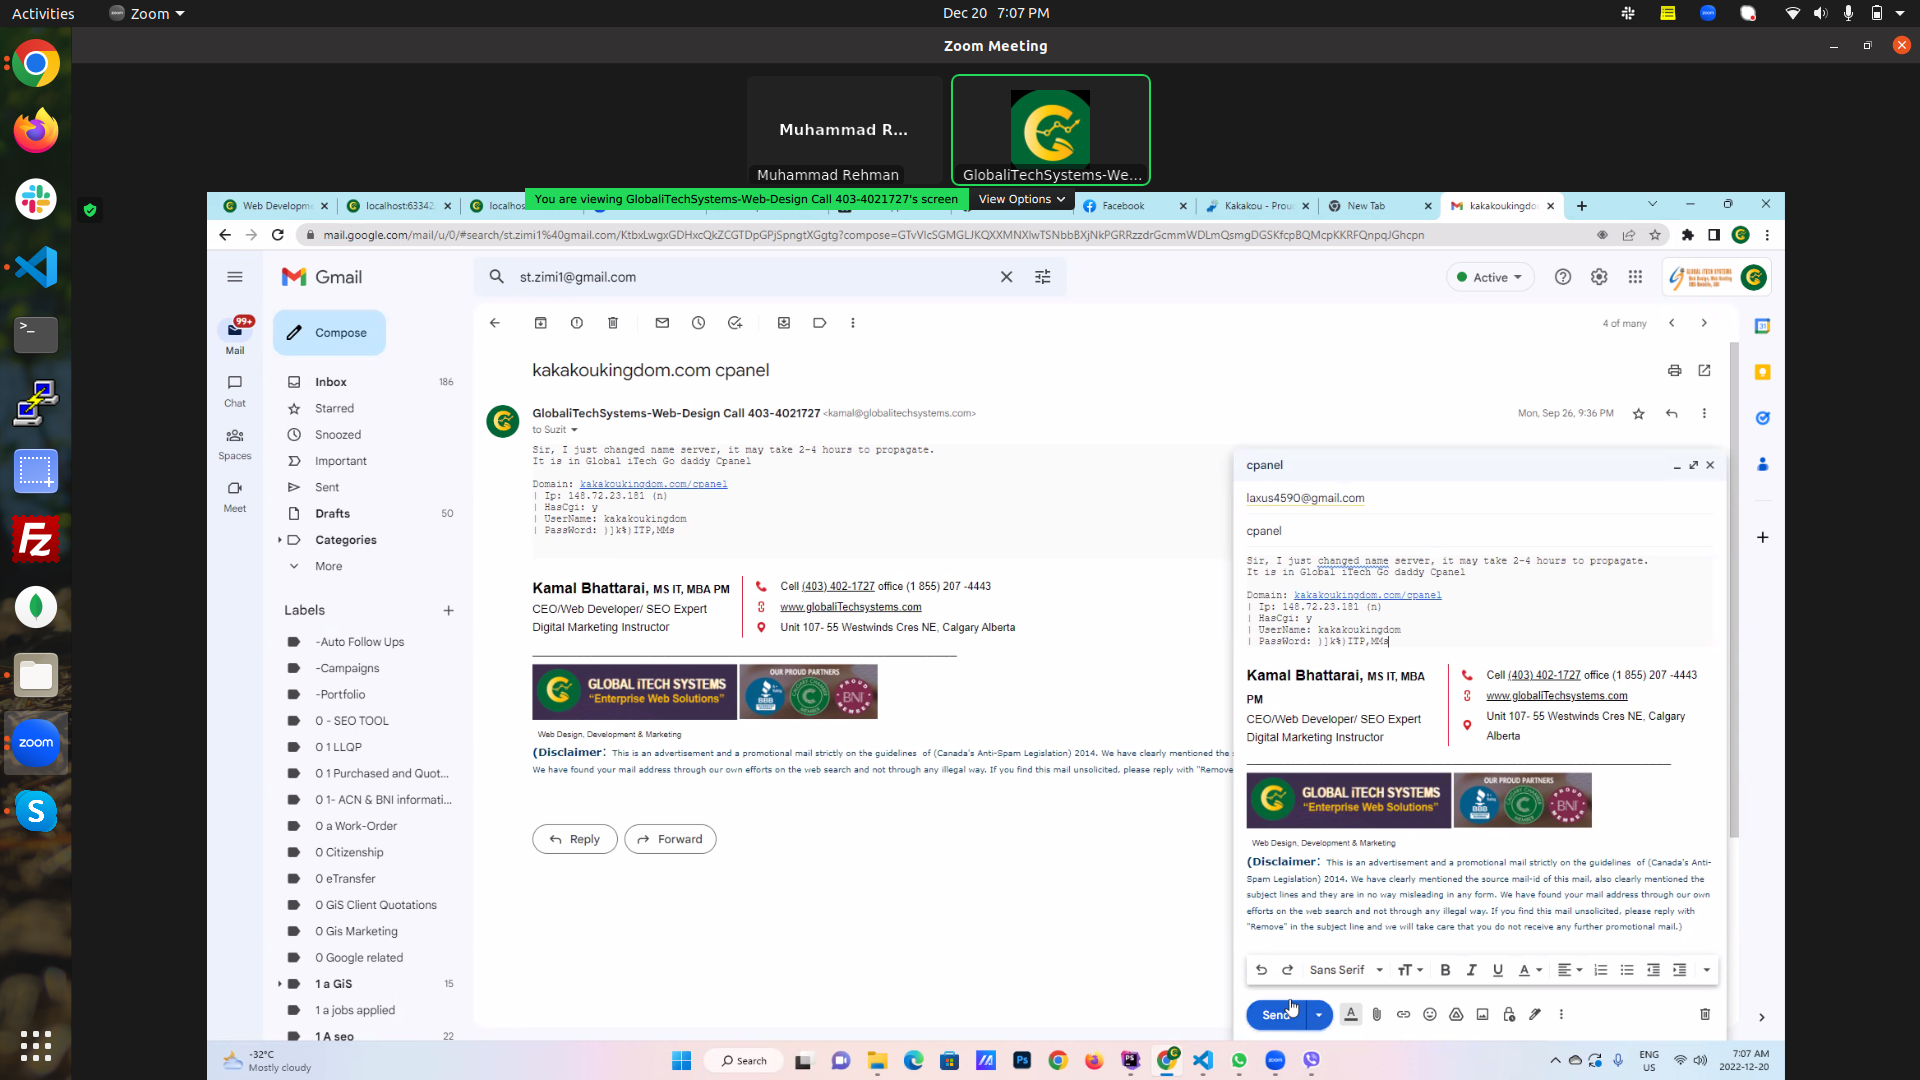 Activities
Zoom
Dec 20 7:07 PM
Zoom Meeting
Muhammad R...
Muhammad Rehman
GlobaliTechSystems-We...
You are viewing GlobaliTechSystems-Web-Design Call 403-4021727's screen
View Options
Web Developm
localhost:63342
localhos
Facebook
Kakakou - Prou
New Tab
kakakoukingdo
Gmail
st.zimi1@gmail.com
Active
99+
Mail
Chat
Spaces
Meet
Compose
Inbox 186
Starred
Snoozed
Important
Sent
Drafts 50
Categories
More
Labels
-Auto Follow Ups
-Campaigns
-Portfolio
0 - SEO TOOL
0 1 LLQP
0 1 Purchased and Quot...
0 1- ACN & BNI informati...
0 a Work-Order
0 Citizenship
0 eTransfer
0 GiS Client Quotations
0 Gis Marketing
0 Google related
1 a GiS 15
1 a jobs applied
1 A seo 22
4 of many
kakakoukingdom.com cpanel
GlobaliTechSystems-Web-Design Call 403-4021727 <kamal@globalitechsystems.com>
Mon, Sep 26, 9:36 PM
to Suzit
Sir, I just changed name server, it may take 2-4 hours to propagate.
It is in Global iTech Go daddy Cpanel
Domain: kakakoukingdom.com/cpanel
| Ip: 148.72.23.181 (n)
| HasCgi: y
| UserName: kakakoukingdom
| PassWord: )]k%)ITP,MMs
Kamal Bhattarai, MS IT, MBA PM
CEO/Web Developer/ SEO Expert
Digital Marketing Instructor
Cell (403) 402-1727 office (1 855) 207 -4443
www.globaliTechsystems.com
Unit 107- 55 Westwinds Cres NE, Calgary Alberta
GLOBAL iTECH SYSTEMS
"Enterprise Web Solutions"
OUR PROUD PARTNERS
BBB
PROUD
BNI
MEMBER
Web Design, Development & Marketing
(Disclaimer: This is an advertisement and a promotional mail strictly on the guidelines of (Canada's Anti-Spam Legislation) 2014. We have clearly mentioned the
We have found your mail address through our own efforts on the web search and not through any illegal way. If you find this mail unsolicited, please reply with "Remove
Reply
Forward
cpanel
laxus4590@gmail.com
cpanel
Sir, I just changed name server, it may take 2-4 hours to propagate.
It is in Global iTech Go daddy Cpanel
Domain: kakakoukingdom.com/cpanel
| Ip: 148.72.23.181 (n)
| HasCgi: y
| UserName: kakakoukingdom
| PassWord: )]k%)ITP,MMs
Kamal Bhattarai, MS IT, MBA
PM
CEO/Web Developer/ SEO Expert
Digital Marketing Instructor
Cell (403) 402-1727 office (1 855) 207 -4443
www.globaliTechsystems.com
Unit 107- 55 Westwinds Cres NE, Calgary
Alberta
GLOBAL iTECH SYSTEMS
"Enterprise Web Solutions"
OUR PROUD PARTNERS
BBB
PROUD
BNI
MEMBER
Web Design, Development & Marketing
(Disclaimer: This is an advertisement and a promotional mail strictly on the guidelines of (Canada's Anti-
Spam Legislation) 2014. We have clearly mentioned the source mail-id of this mail, also clearly mentioned the
subject lines and they are in no way misleading in any form. We have found your mail address through our own
efforts on the web search and not through any illegal way. If you find this mail unsolicited, please reply with
"Remove" in the subject line and we will take care that you do not receive any further promotional mail.)
Sans Serif
Send
-32°C
Mostly cloudy
Search
ENG
US
7:07 AM
2022-12-20